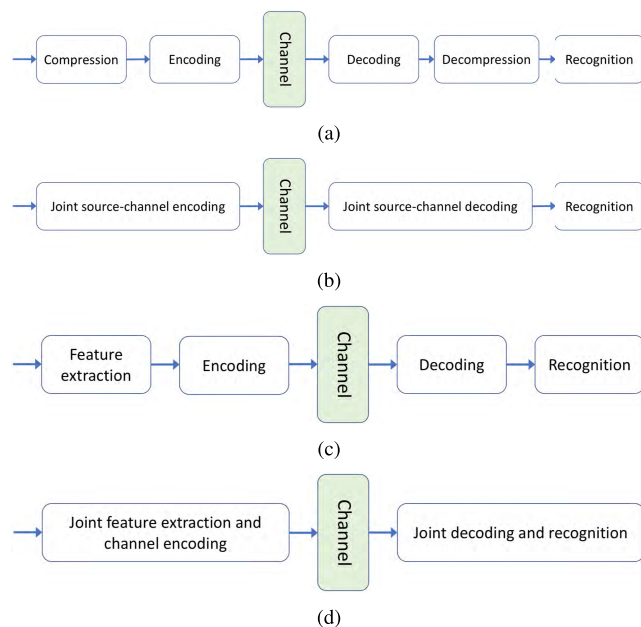 Compression
Encoding
Channel
Decoding
Decompression
Recognition
(a)
Joint source-channel encoding
Channel
Joint source-channel decoding
Recognition
(b)
Feature
extraction
Encoding
Channel
Decoding
Recognition
(c)
Joint feature extraction and
channel encoding
Channel
Joint decoding and recognition
(d)